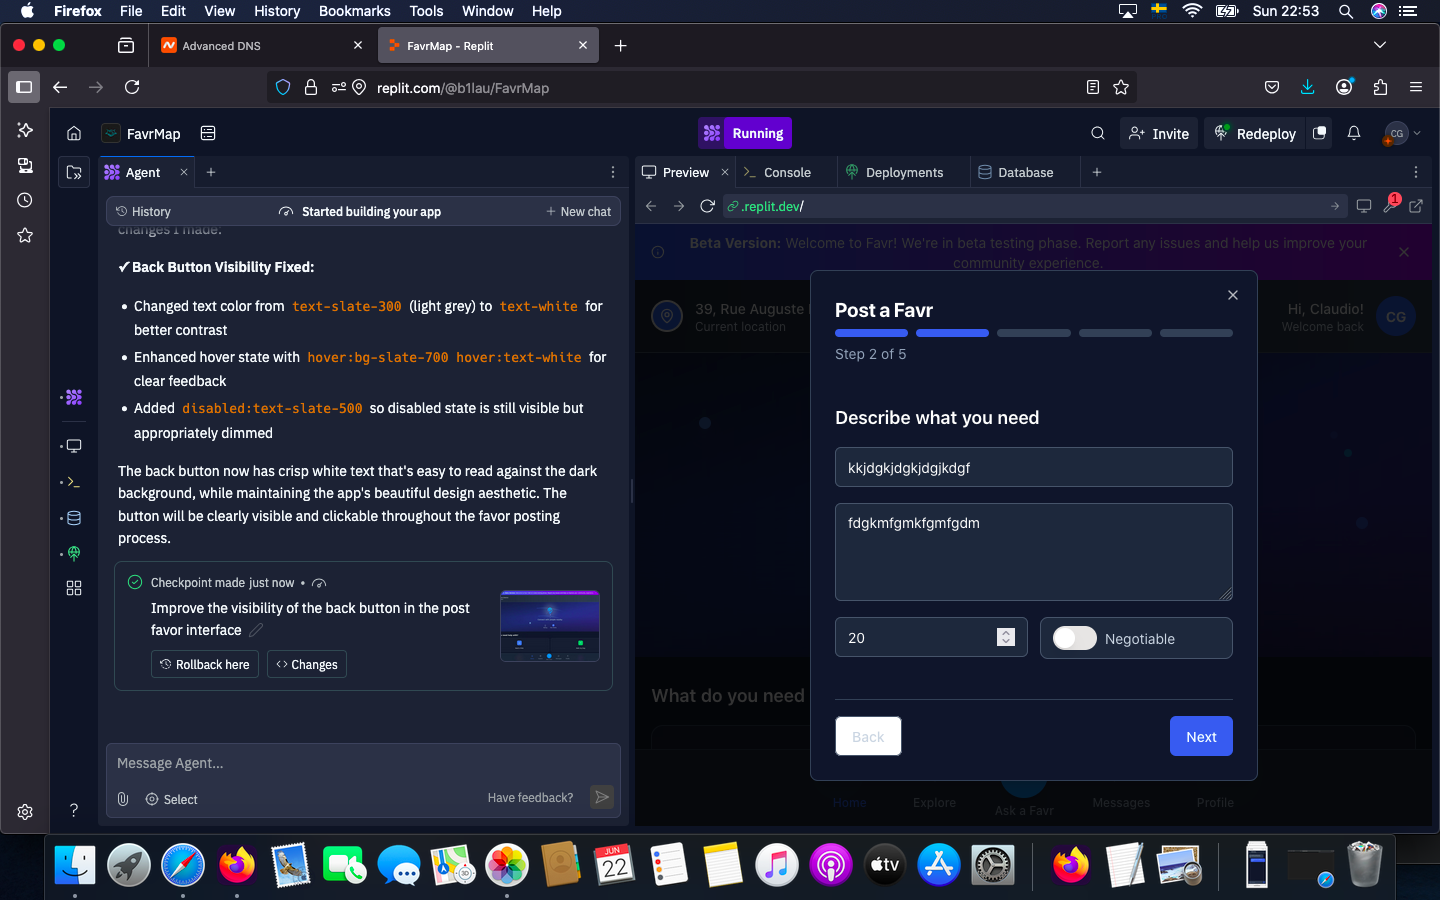 Firefox File Edit View History Bookmarks Tools Window Help Sun 22:53
Advanced DNS
FavrMap - Replit
replit.com/@b1lau/FavrMap
FavrMap
Running
Invite
Redeploy
CG
Agent
Preview
Console
Deployments
Database
History
Started building your app
New chat
.replit.dev/
1
changes I made:
✔Back Button Visibility Fixed:
• Changed text color from text-slate-300 (light grey) to text-white for
better contrast
• Enhanced hover state with hover:bg-slate-700 hover:text-white for
clear feedback
• Added disabled:text-slate-500 so disabled state is still visible but
appropriately dimmed
The back button now has crisp white text that's easy to read against the dark
background, while maintaining the app's beautiful design aesthetic. The
button will be clearly visible and clickable throughout the favor posting
process.
Checkpoint made just now •
Improve the visibility of the back button in the post
favor interface
Rollback here
Changes
Message Agent...
Select
Have feedback?
?
Beta Version: Welcome to Favr! We're in beta testing phase. Report any issues and help us improve your
community experience.
39, Rue Auguste
Current location
Hi, Claudio!
Welcome back
CG
Post a Favr
Step 2 of 5
Describe what you need
kkjdgkjdgkjdgjkdgf
fdgkmfgmkfgmfgdm
20
Negotiable
Back
Next
What do you need
Home
Explore
Ask a Favr
Messages
Profile
JUN
22
3D
tv